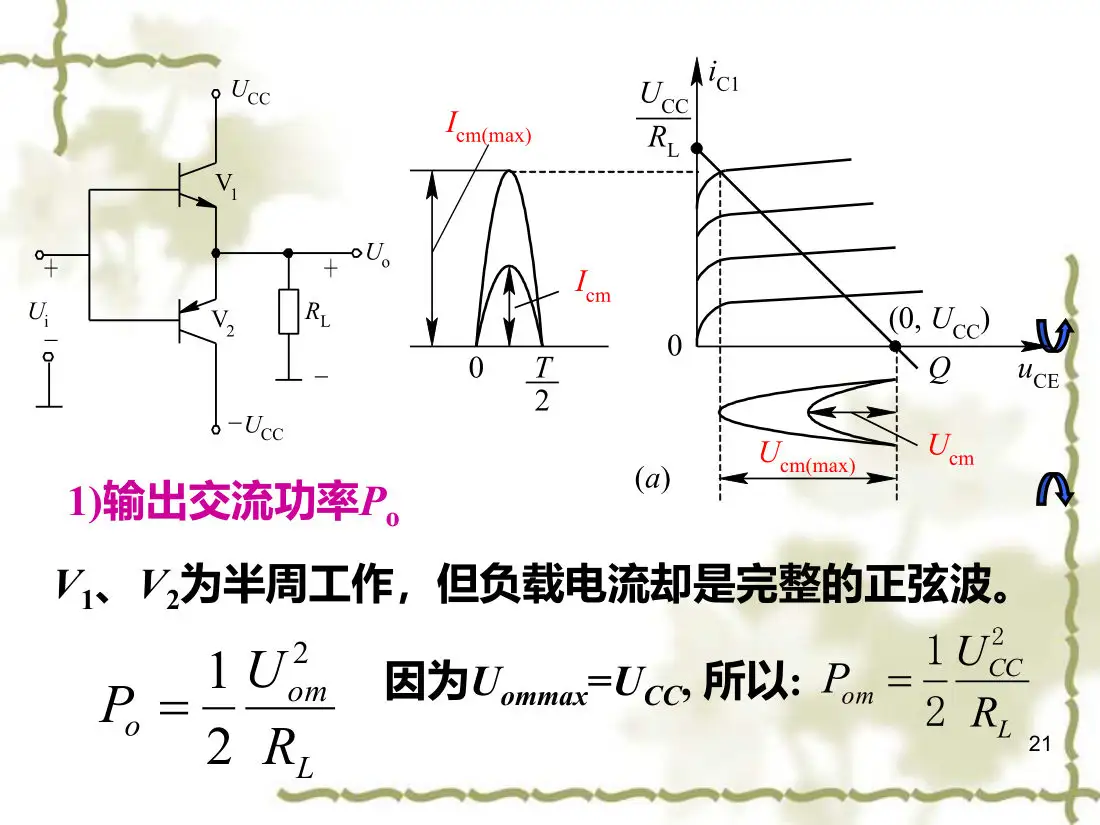 U_CC
V_1
+
U_i
−
V_2
+
U_o
R_L
−
−U_CC
I_cm(max)
I_cm
0
T/2
i_C1
U_CC/R_L
0
(0, U_CC)
Q
u_CE
U_cm(max)
U_cm
(a)
1)输出交流功率P_o
V_1、V_2为半周工作，但负载电流却是完整的正弦波。
P_o = 1/2 U_om^2/R_L
因为U_ommax=U_CC, 所以: P_om = 1/2 U_CC^2/R_L
21